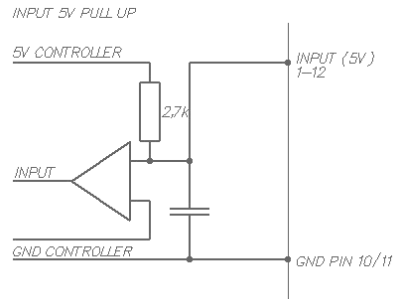 INPUT 5V PULL UP
5V CONTROLLER
INPUT (5V)
1-12
2,7k
INPUT
GND CONTROLLER
GND PIN 10/11